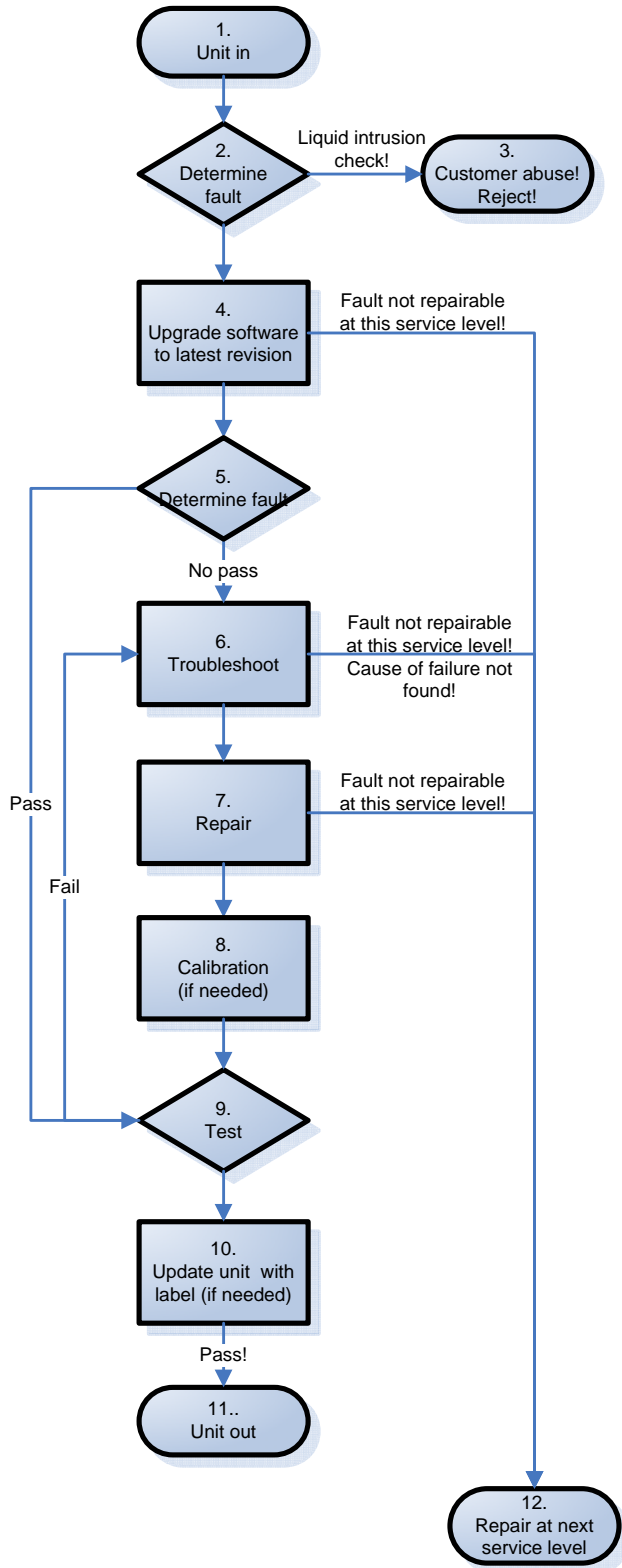 1.
Unit in
2.
Determine
fault
Liquid intrusion
check!
3.
Customer abuse!
Reject!
4.
Upgrade software
to latest revision
Fault not repairable
at this service level!
5.
Determine fault
No pass
6.
Troubleshoot
Fault not repairable
at this service level!
Cause of failure not
found!
7.
Repair
Fault not repairable
at this service level!
Pass
Fail
8.
Calibration
(if needed)
9.
Test
10.
Update unit with
label (if needed)
Pass!
11..
Unit out
12.
Repair at next
service level